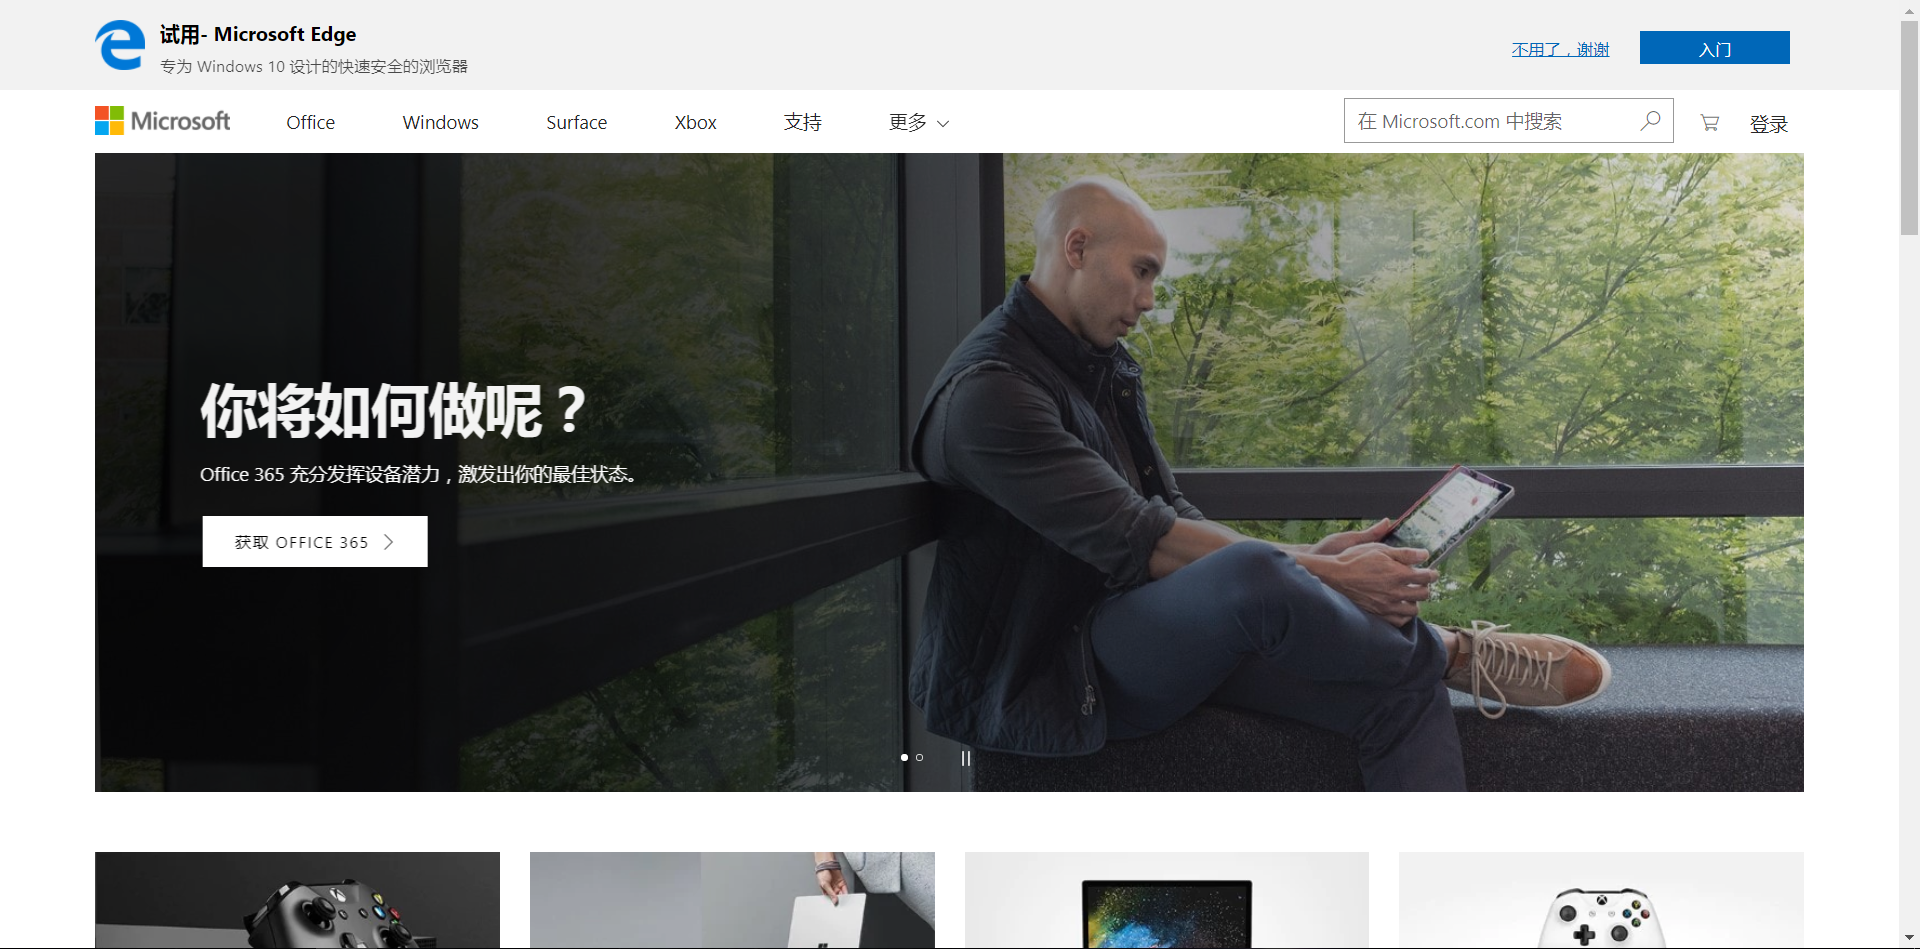 试用- Microsoft Edge
专为 Windows 10 设计的快速安全的浏览器
不用了，谢谢
入门
Microsoft
Office
Windows
Surface
Xbox
支持
更多
在 Microsoft.com 中搜索
登录
你将如何做呢？
Office 365 充分发挥设备潜力，激发出你的最佳状态。
获取 OFFICE 365